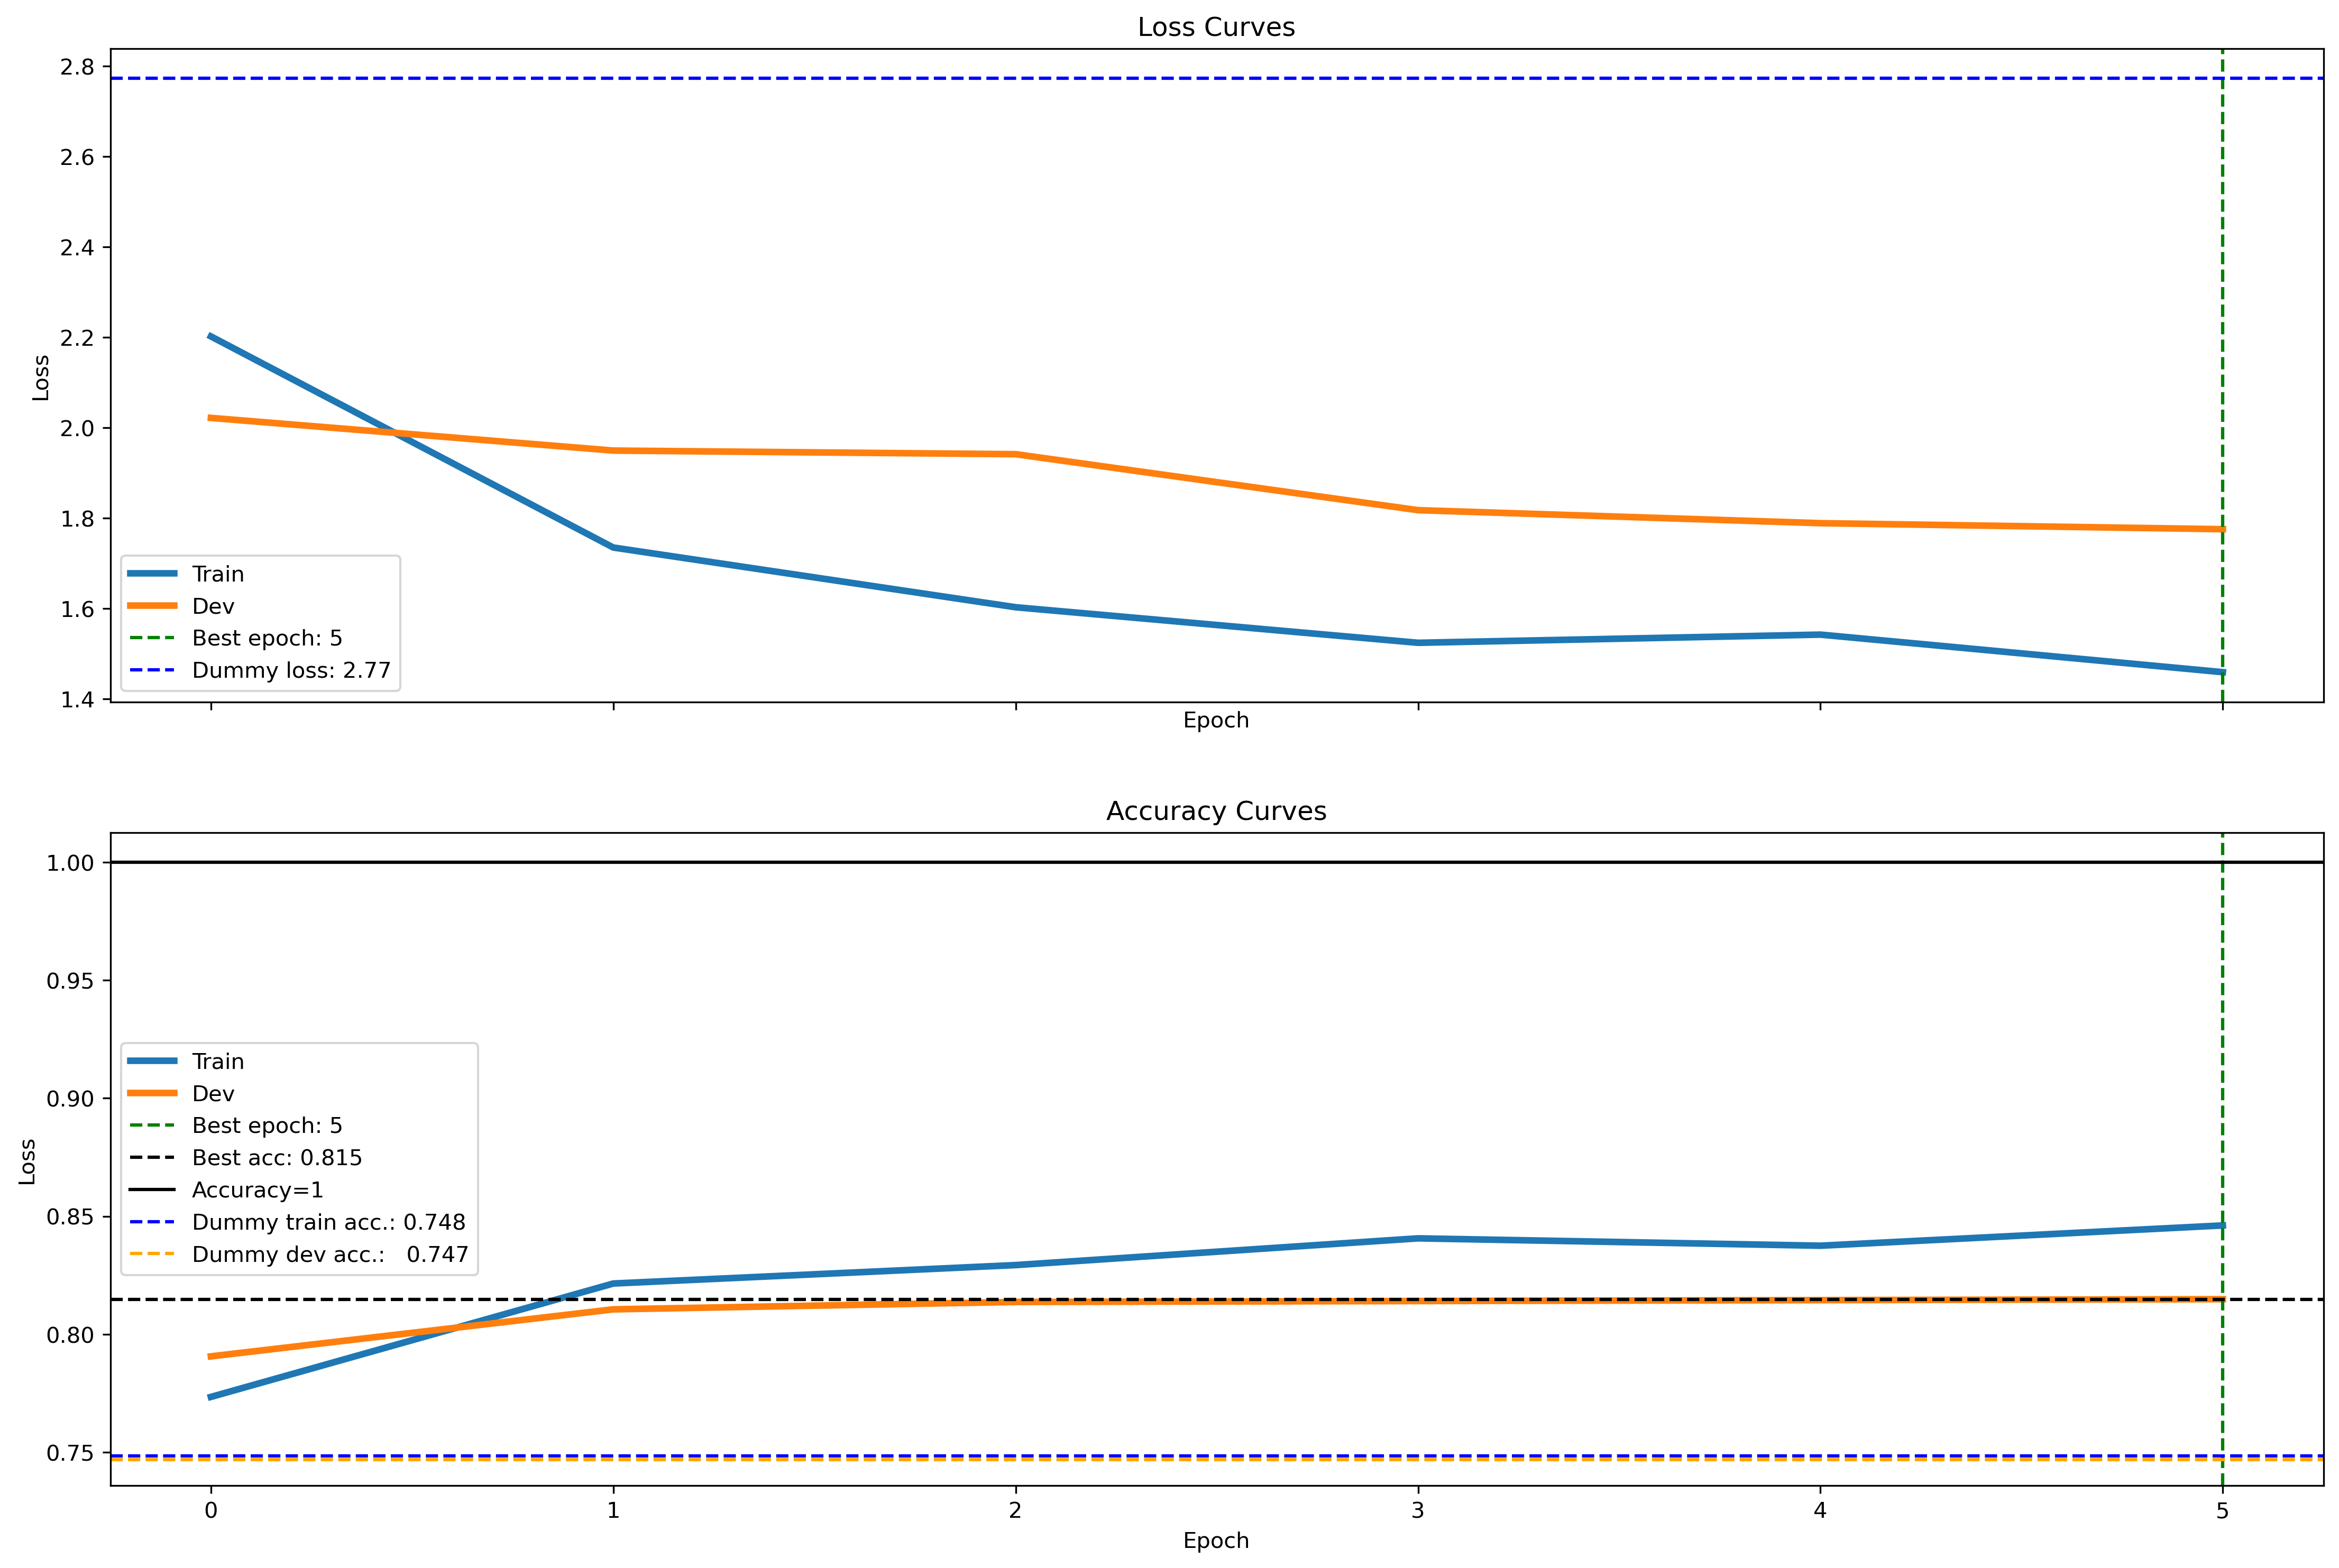 Loss Curves
2.8
2.6
2.4
2.2
2.0
1.8
1.6
1.4
Loss
Train
Dev
Best epoch: 5
Dummy loss: 2.77
Epoch
Accuracy Curves
1.00
0.95
0.90
0.85
0.80
0.75
Loss
Train
Dev
Best epoch: 5
Best acc: 0.815
Accuracy=1
Dummy train acc.: 0.748
Dummy dev acc.:   0.747
0 1 2 3 4 5
Epoch